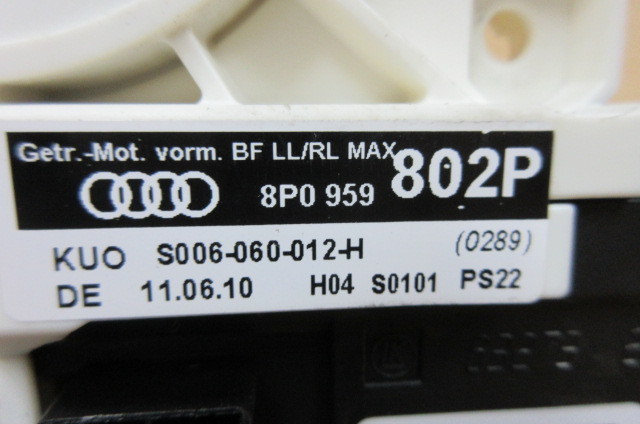 Getr.-Mot. vorm. BF LL/RL MAX
8P0 959 802P
KUO S006-060-012-H (0289)
DE 11.06.10 H04 S0101 PS22